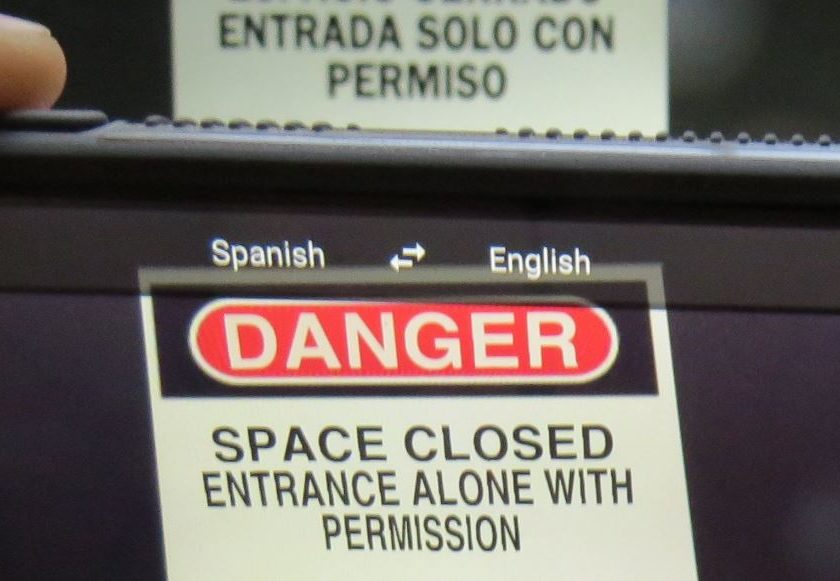 ENTRADA SOLO CON
PERMISO
Spanish English
DANGER
SPACE CLOSED
ENTRANCE ALONE WITH
PERMISSION